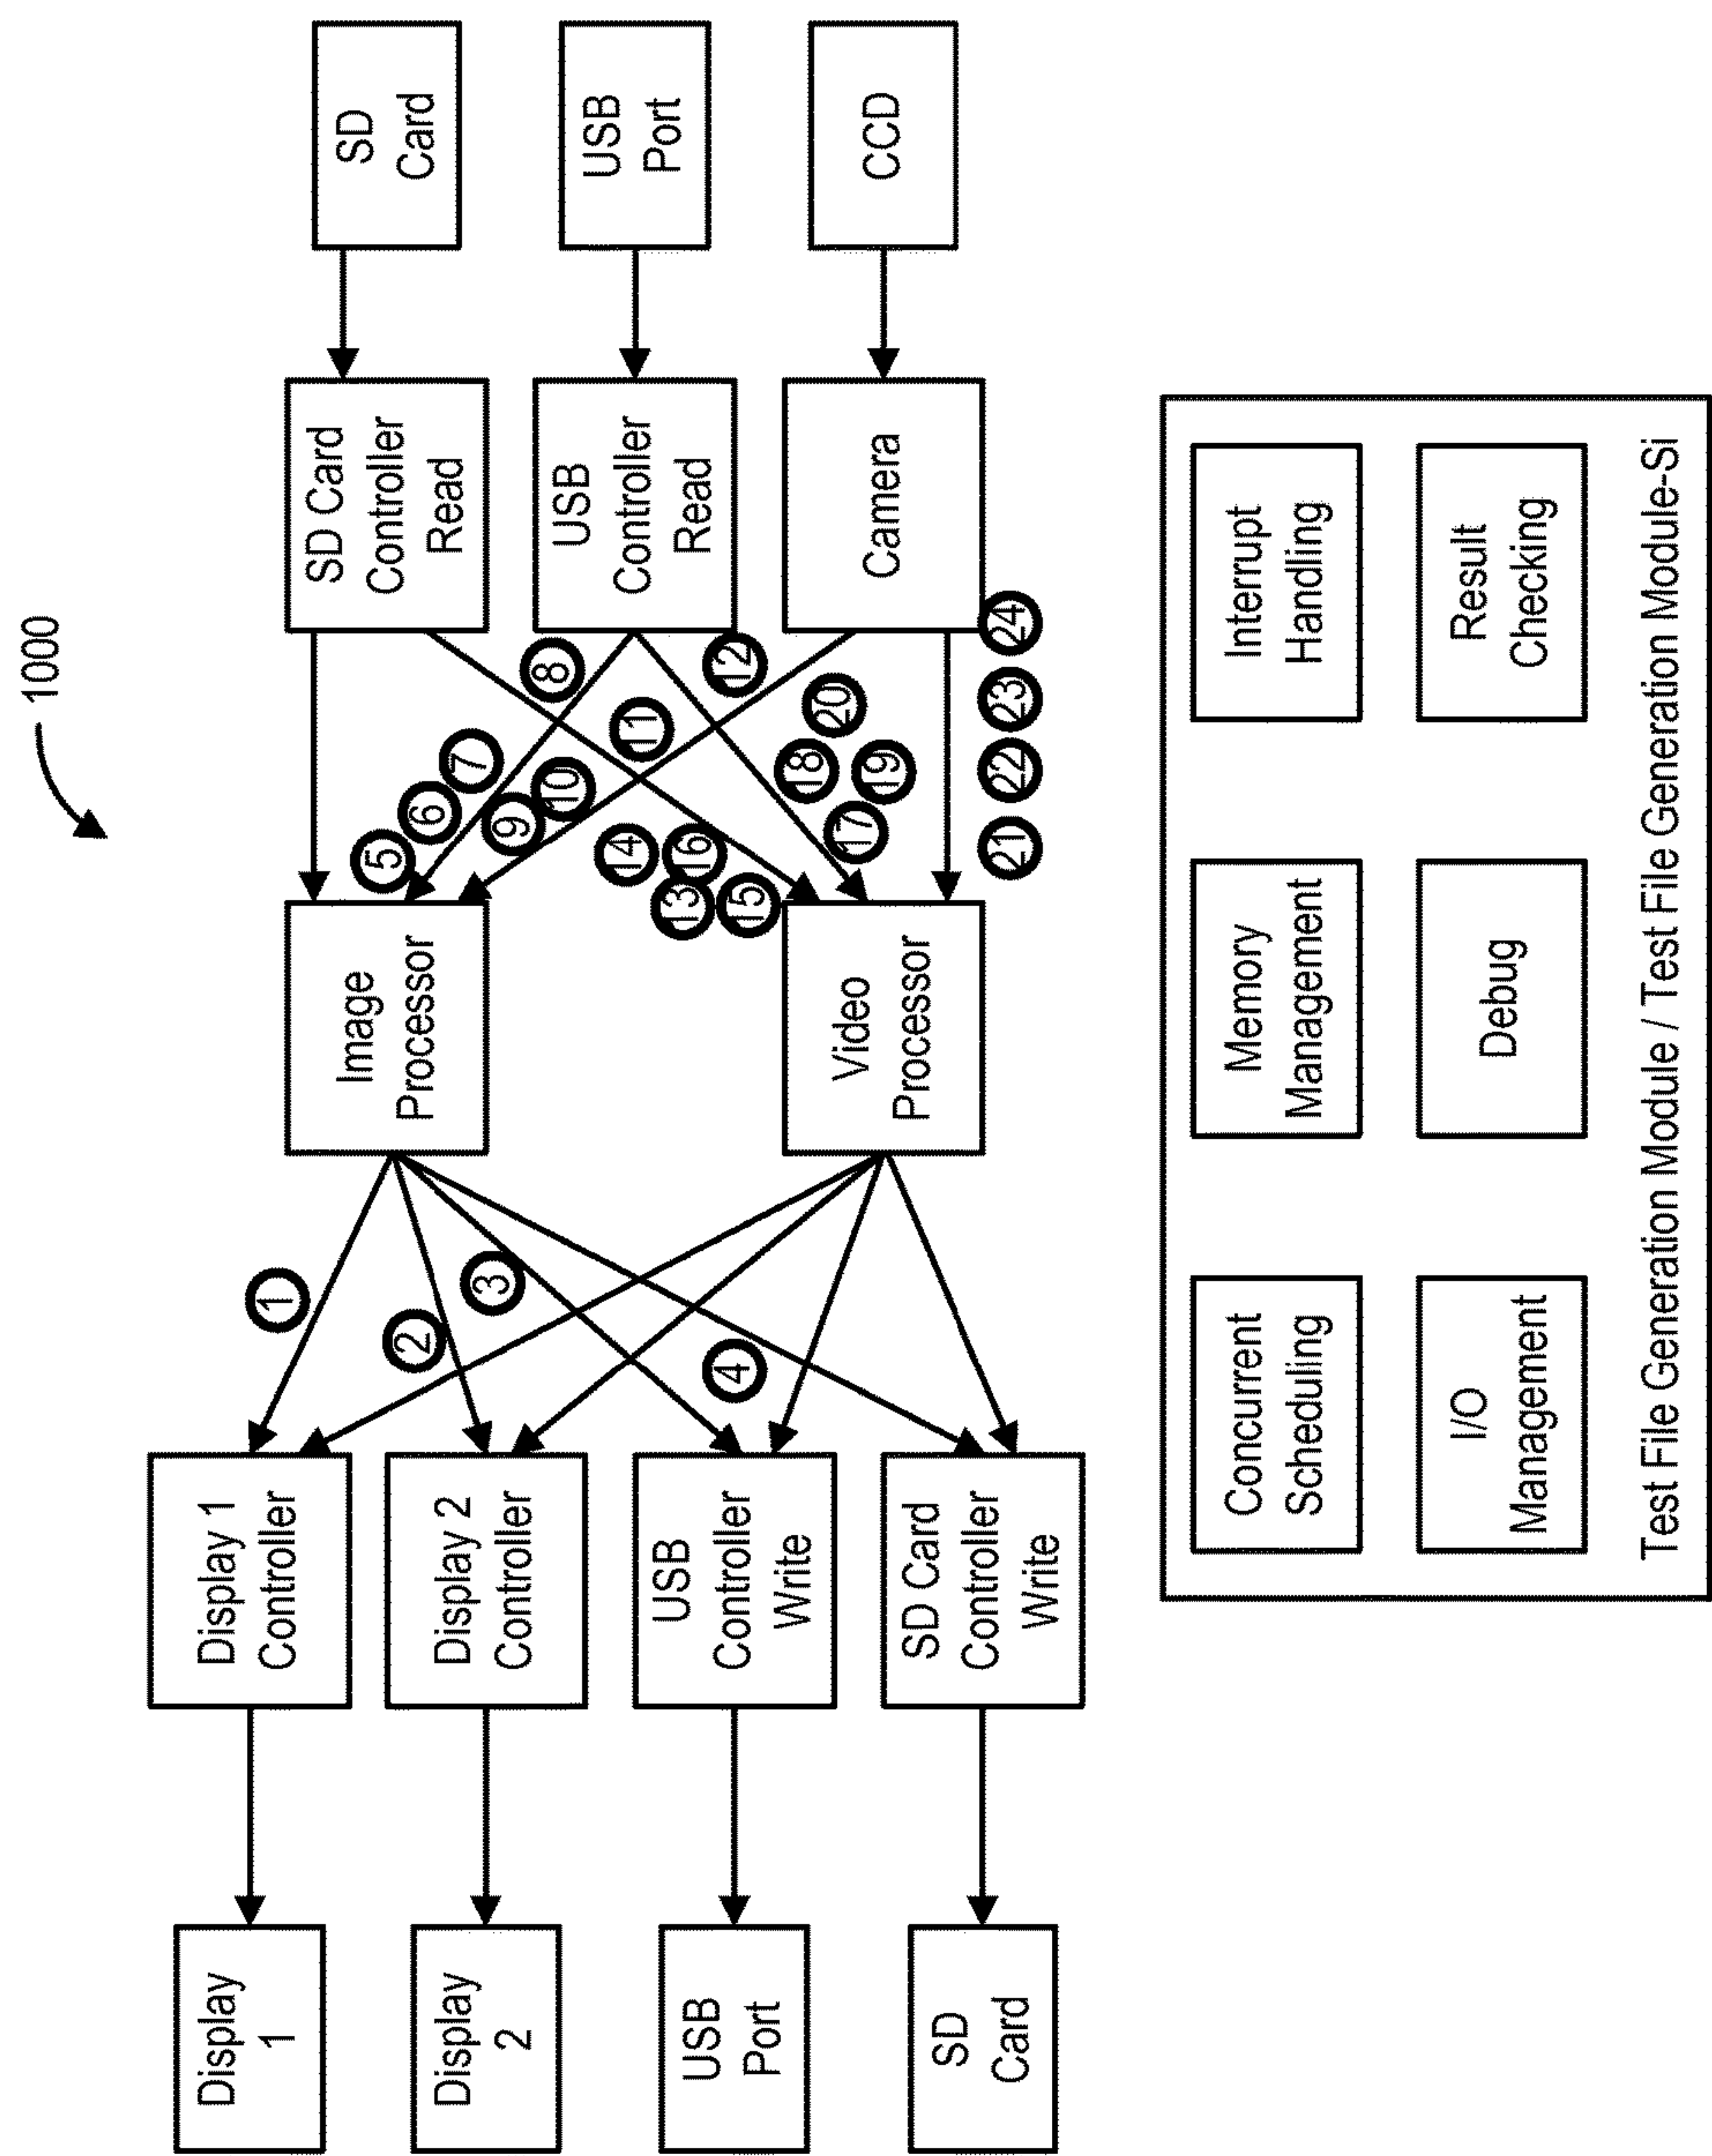 1000
Display
1
Display 1
Controller
Image
Processor
SD Card
Controller
Read
SD
Card
Display
2
Display 2
Controller
USB
Controller
Read
USB
Port
USB
Port
USB
Controller
Write
Video
Processor
Camera
CCD
SD
Card
SD Card
Controller
Write
1
2
3
4
5
6
7
8
9
10
11
12
13
14
15
16
17
18
19
20
21
22
23
24
Concurrent
Scheduling
Memory
Management
Interrupt
Handling
I/O
Management
Debug
Result
Checking
Test File Generation Module / Test File Generation Module-Si